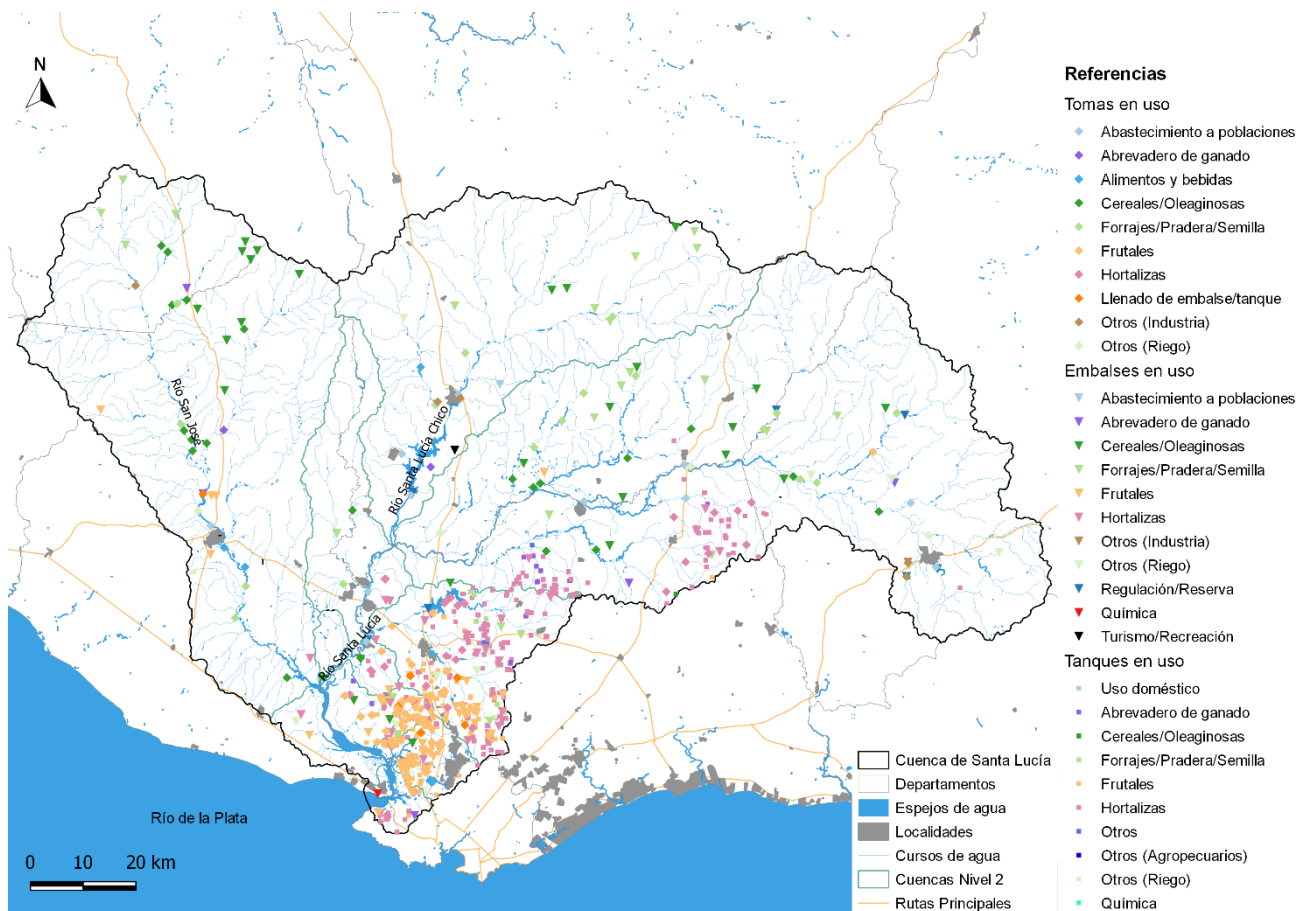 N
Río San José
Río Santa Lucía Chico
Río Santa Lucía
Río de la Plata
0 10 20 km
Cuenca de Santa Lucía
Departamentos
Espejos de agua
Localidades
Cursos de agua
Cuencas Nivel 2
Rutas Principales
Referencias
Tomas en uso
Abastecimiento a poblaciones
Abrevadero de ganado
Alimentos y bebidas
Cereales/Oleaginosas
Forrajes/Pradera/Semilla
Frutales
Hortalizas
Llenado de embalse/tanque
Otros (Industria)
Otros (Riego)
Embalses en uso
Abastecimiento a poblaciones
Abrevadero de ganado
Cereales/Oleaginosas
Forrajes/Pradera/Semilla
Frutales
Hortalizas
Otros (Industria)
Otros (Riego)
Regulación/Reserva
Química
Turismo/Recreación
Tanques en uso
Uso doméstico
Abrevadero de ganado
Cereales/Oleaginosas
Forrajes/Pradera/Semilla
Frutales
Hortalizas
Otros
Otros (Agropecuarios)
Otros (Riego)
Química